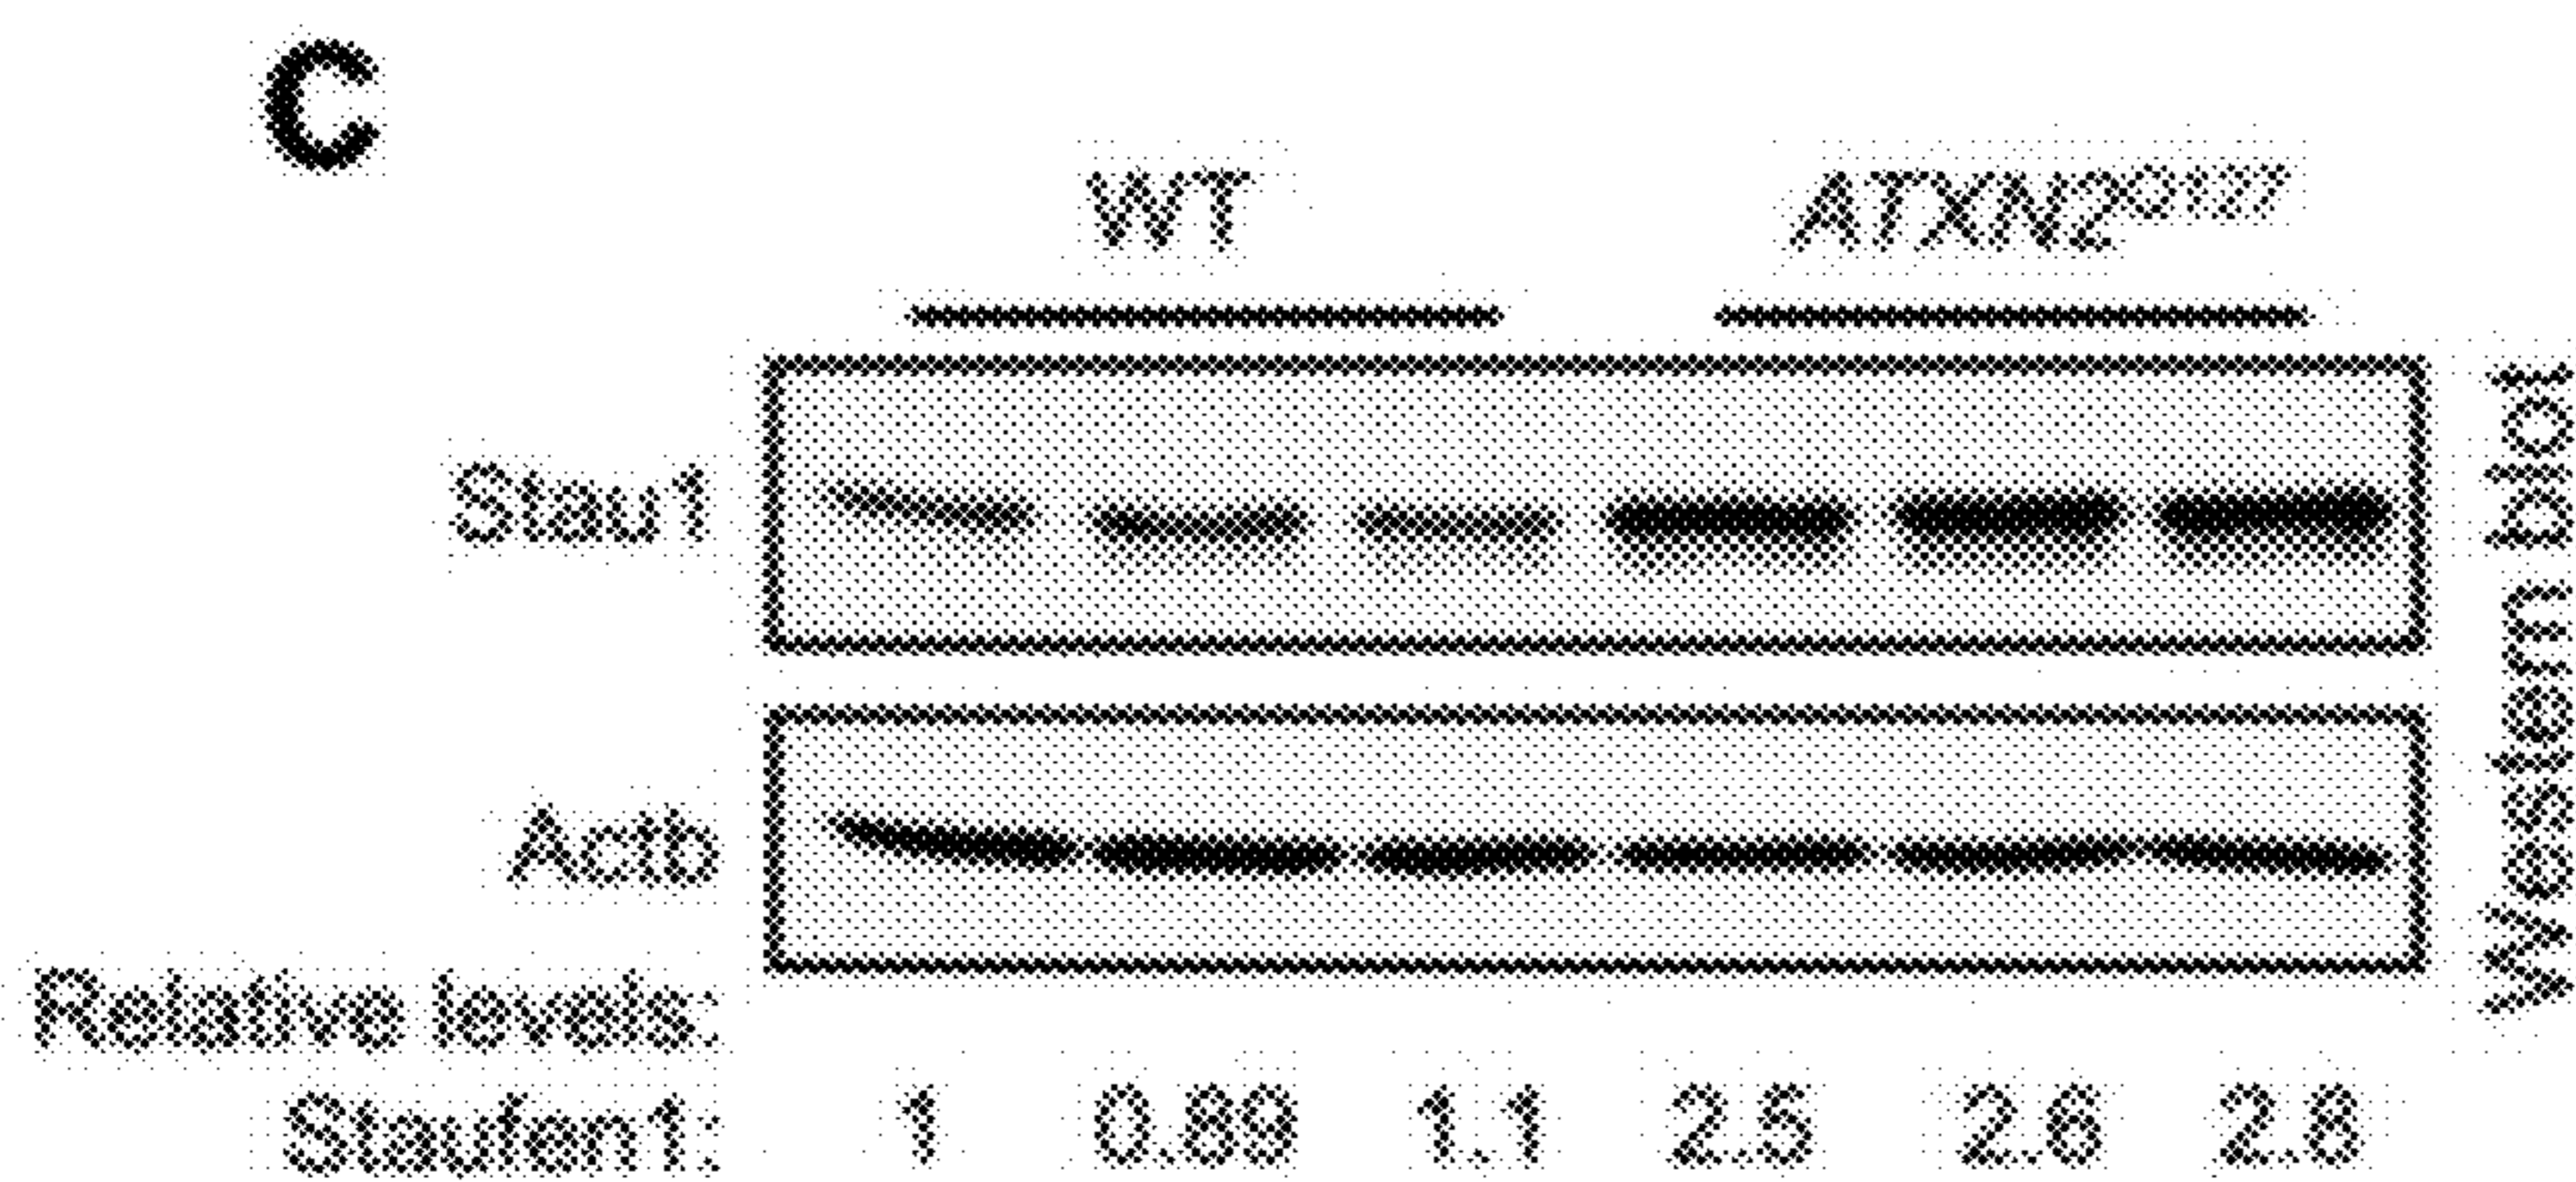 C
WT ATXN2Q127
Stau1
Actb
Western blot
Relative levels:
Staufen1: 1 0.89 1.1 2.5 2.6 2.8